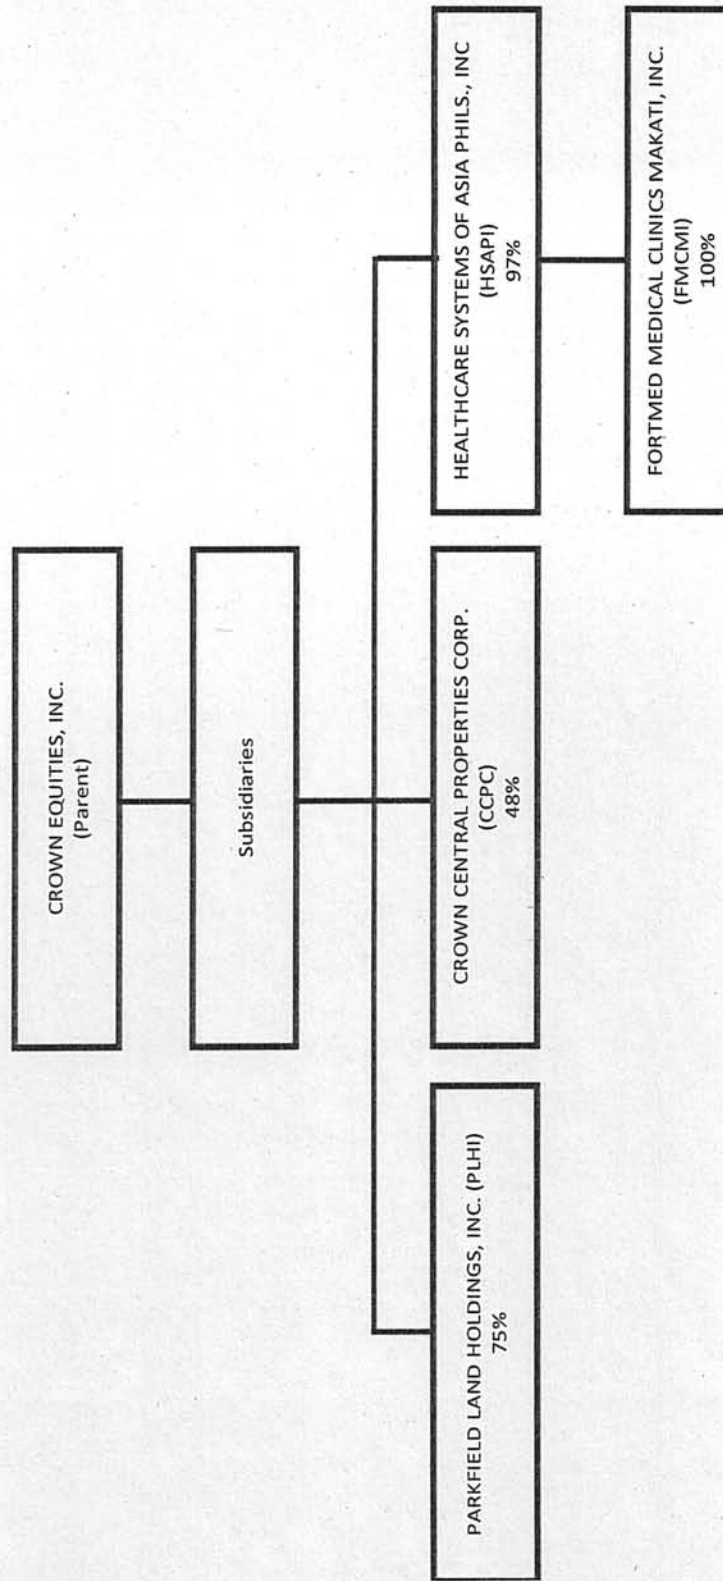 CROWN EQUITIES, INC.
(Parent)
Subsidiaries
PARKFIELD LAND HOLDINGS, INC. (PLHI)
75%
CROWN CENTRAL PROPERTIES CORP.
(CCPC)
48%
HEALTHCARE SYSTEMS OF ASIA PHILS., INC
(HSAPI)
97%
FORTMED MEDICAL CLINICS MAKATI, INC.
(FMCMI)
100%